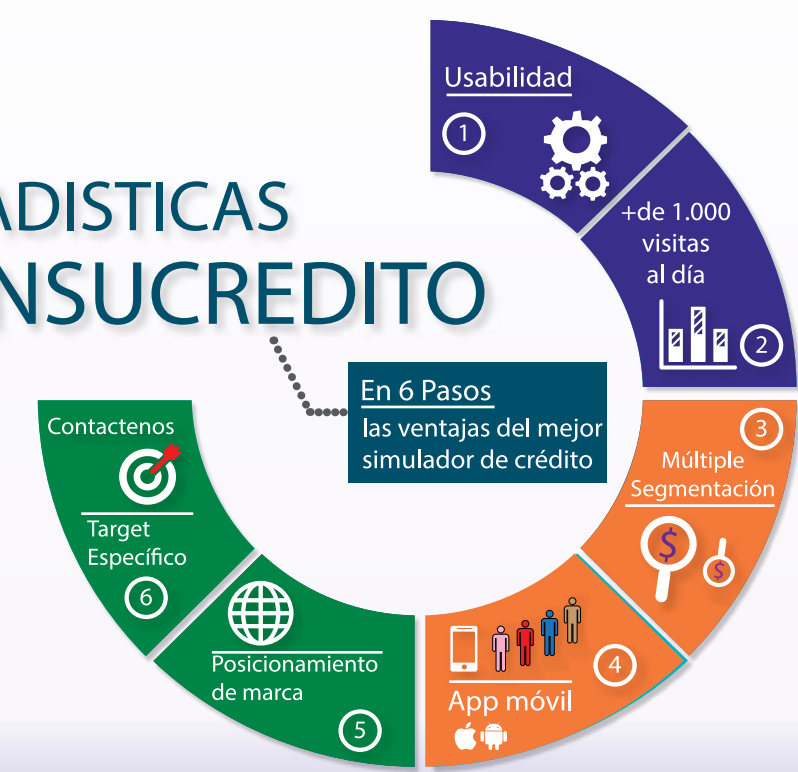 ADISTICAS
NSUCREDITO
En 6 Pasos
las ventajas del mejor
simulador de crédito
Usabilidad
1
+de 1.000
visitas
al día
2
3
Múltiple
Segmentación
$
$
4
App móvil
Posicionamiento
de marca
5
Contactenos
Target
Específico
6